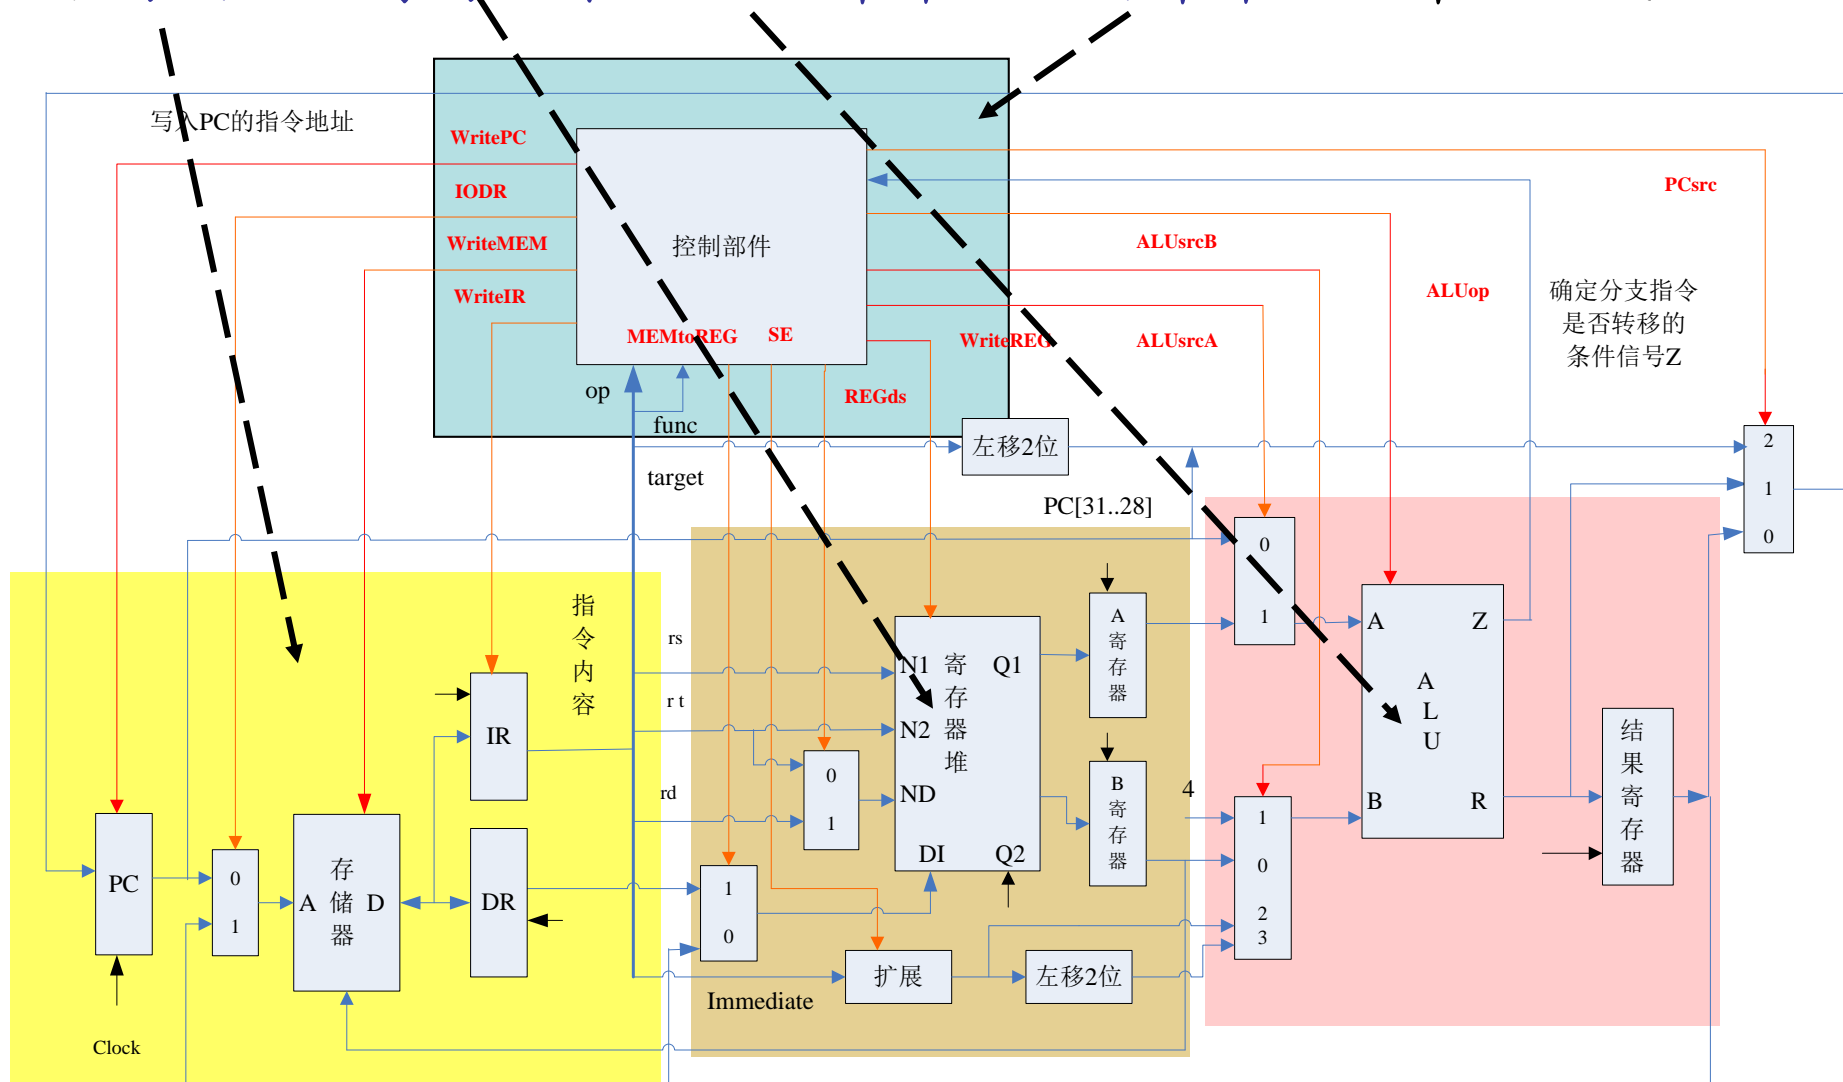 写入PC的指令地址
WritePC
IODR
WriteMEM
WriteIR
控制部件
MEMtoREG
SE
REGds
WriteREG
ALUsrcB
ALUsrcA
ALUop
PCsrc
确定分支指令
是否转移的
条件信号Z
op
func
target
左移2位
PC[31..28]
2
1
0
指
令
内
容
rs
r t
rd
IR
PC
0
1
A
存
储
器
D
DR
Clock
0
1
1
0
N1
N2
ND
DI
寄
存
器
堆
Q1
Q2
A
寄
存
器
B
寄
存
器
扩展
左移2位
Immediate
0
1
4
1
0
2
3
A
B
A
L
U
Z
R
结
果
寄
存
器